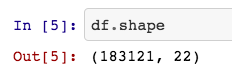 In [5]: df.shape
Out[5]: (183121, 22)